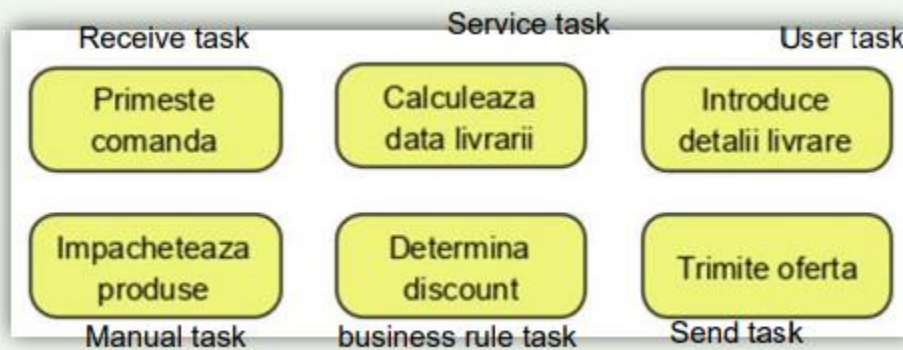 Receive task
Service task
User task
Primeste
comanda
Calculeaza
data livrarii
Introduce
detalii livrare
Impacheteaza
produse
Determina
discount
Trimite oferta
Manual task
business rule task
Send task